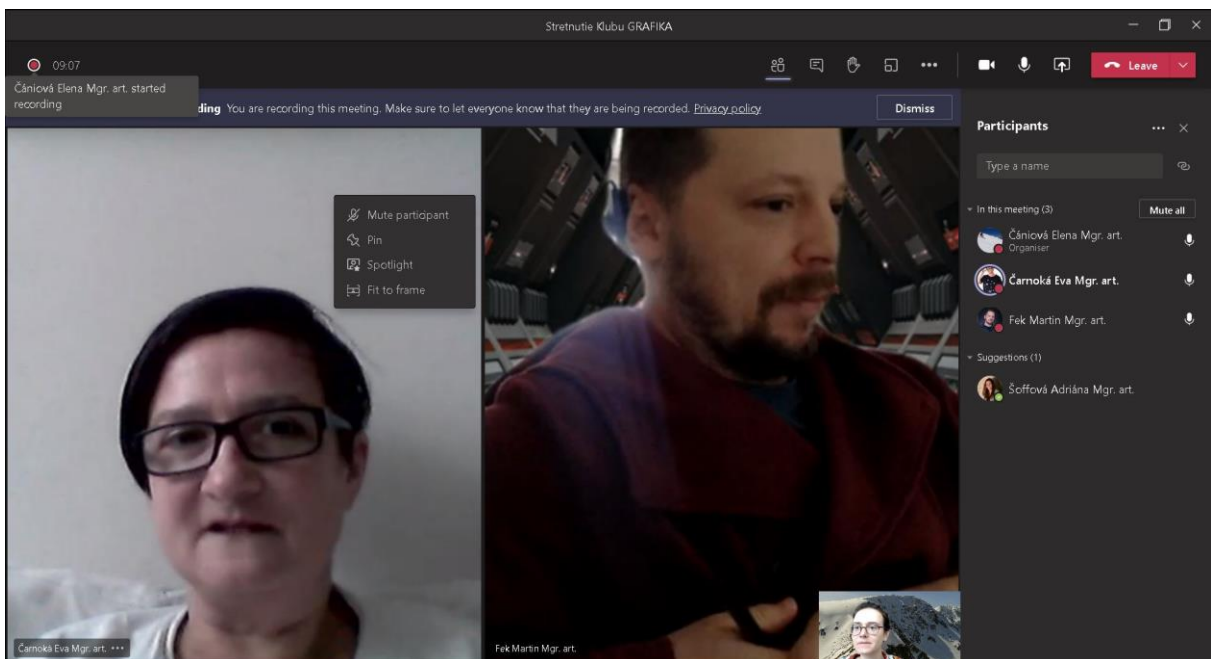 Stretnutie Klubu GRAFIKA
09:07
Leave
Čániová Elena Mgr. art. started
recording
ding You are recording this meeting. Make sure to let everyone know that they are being recorded. Privacy policy
Dismiss
Mute participant
Pin
Spotlight
Fit to frame
Čarnoká Eva Mgr. art.
Fek Martin Mgr. art.
Participants
Type a name
In this meeting (3)
Mute all
Čániová Elena Mgr. art.
Organiser
Čarnoká Eva Mgr. art.
Fek Martin Mgr. art.
Suggestions (1)
Šoffová Adriána Mgr. art.